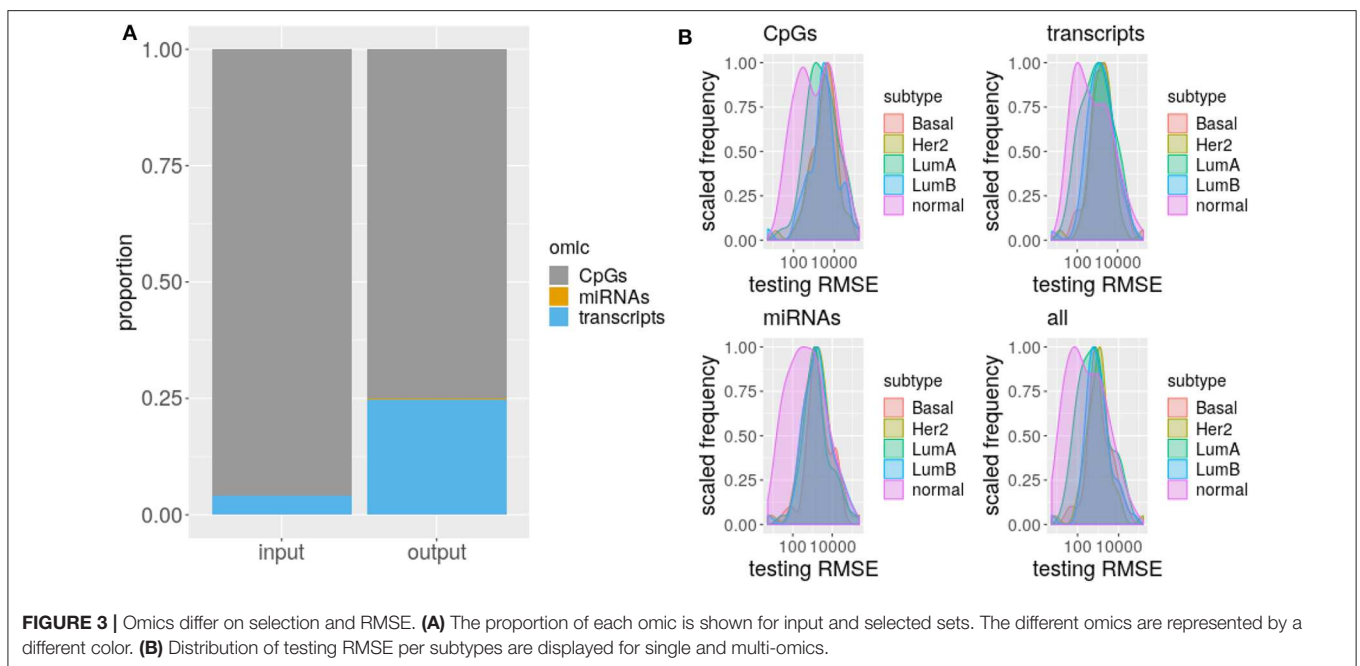 A
1.00
0.75
0.50
0.25
0.00
proportion
input
output
omic
CpGs
miRNAs
transcripts
B
CpGs
1.00
0.75
0.50
0.25
0.00
scaled frequency
100 10000
testing RMSE
subtype
Basal
Her2
LumA
LumB
normal
transcripts
1.00
0.75
0.50
0.25
0.00
scaled frequency
100 10000
testing RMSE
subtype
Basal
Her2
LumA
LumB
normal
miRNAs
1.00
0.75
0.50
0.25
0.00
scaled frequency
100 10000
testing RMSE
subtype
Basal
Her2
LumA
LumB
normal
all
1.00
0.75
0.50
0.25
0.00
scaled frequency
100 10000
testing RMSE
subtype
Basal
Her2
LumA
LumB
normal
FIGURE 3 | Omics differ on selection and RMSE. (A) The proportion of each omic is shown for input and selected sets. The different omics are represented by a
different color. (B) Distribution of testing RMSE per subtypes are displayed for single and multi-omics.